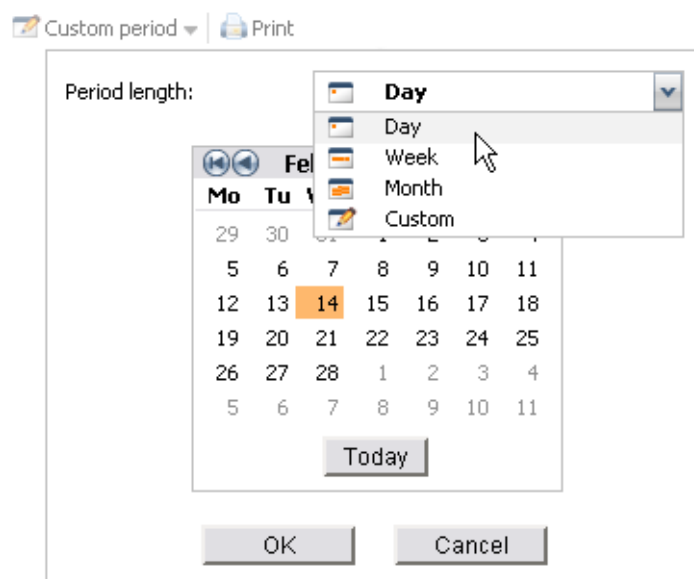 Custom period Print
Period length: Day
Day
Week
Month
Custom
Mo Tu
29 30
5 6 7 8 9 10 11
12 13 14 15 16 17 18
19 20 21 22 23 24 25
26 27 28 1 2 3 4
5 6 7 8 9 10 11
Today
OK Cancel